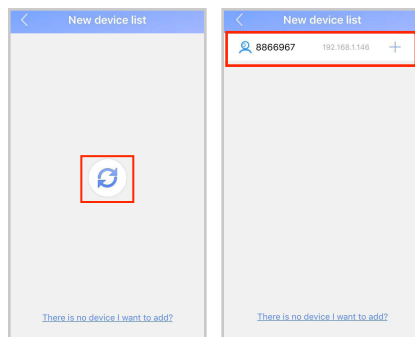 New device list
There is no device I want to add?
New device list
8866967 192.168.1.146
There is no device I want to add?